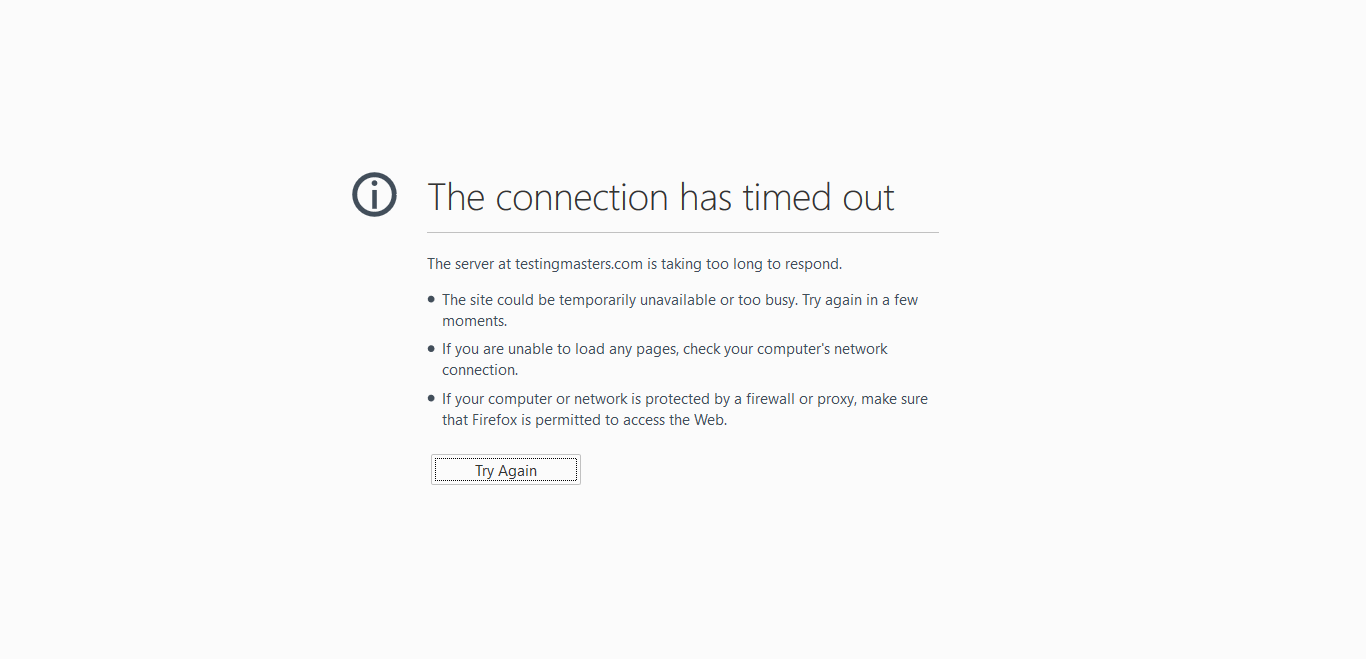 The connection has timed out
The server at testingmasters.com is taking too long to respond.
The site could be temporarily unavailable or too busy. Try again in a few
moments.
If you are unable to load any pages, check your computer's network
connection.
If your computer or network is protected by a firewall or proxy, make sure
that Firefox is permitted to access the Web.
Try Again